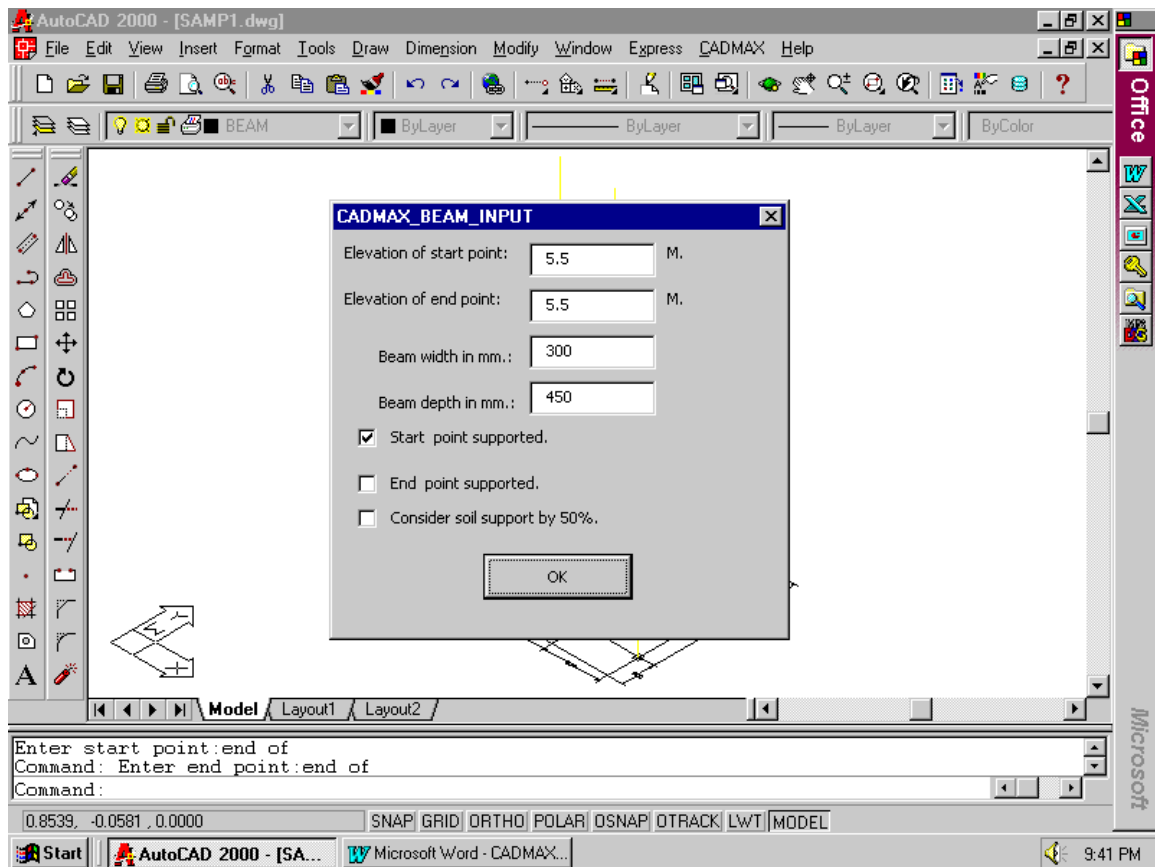 AutoCAD 2000 - [SAMP1.dwg]
File Edit View Insert Format Tools Draw Dimension Modify Window Express CADMAX Help
BEAM ByLayer ByLayer ByLayer ByColor
Office
CADMAX_BEAM_INPUT
Elevation of start point: 5.5 M.
Elevation of end point: 5.5 M.
Beam width in mm.: 300
Beam depth in mm.: 450
Start point supported.
End point supported.
Consider soil support by 50%.
OK
Y
W
X
A
Model Layout1 Layout2
Microsoft
Enter start point:end of
Command: Enter end point:end of
Command:
0.8539, -0.0581 , 0.0000 SNAP GRID ORTHO POLAR OSNAP OTRACK LWT MODEL
Start AutoCAD 2000 - [SA... Microsoft Word - CADMAX... 9:41 PM